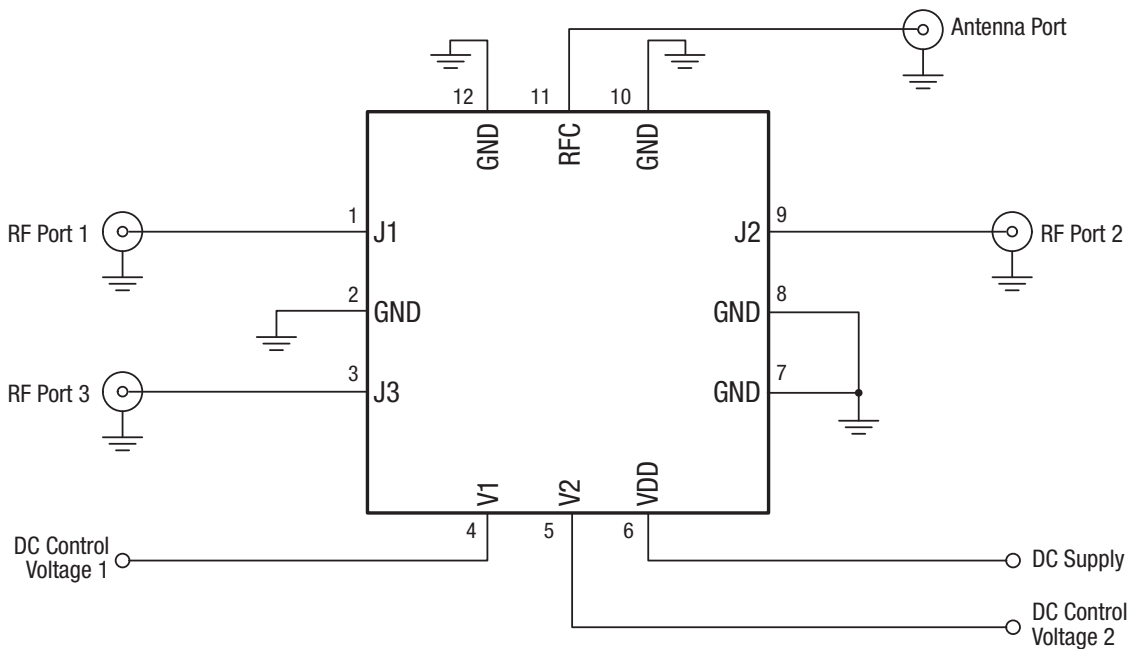 Antenna Port
12
11
10
GND
RFC
GND
RF Port 1
1
J1
J2
9
RF Port 2
2
GND
GND
8
RF Port 3
3
J3
GND
7
V1
V2
VDD
4
5
6
DC Control
Voltage 1
DC Supply
DC Control
Voltage 2